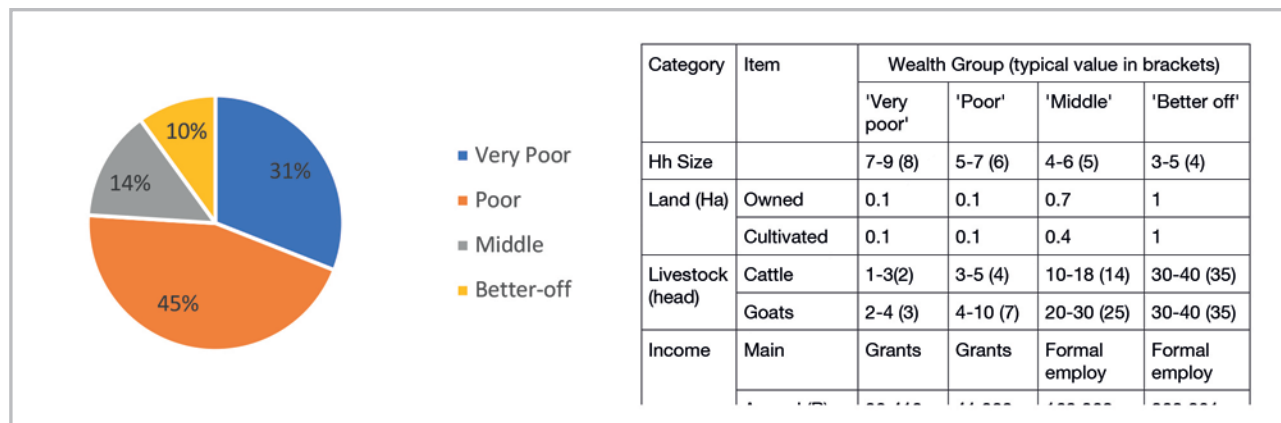 10%
31%
14%
45%
Very Poor
Poor
Middle
Better-off
Category Item Wealth Group (typical value in brackets)
'Very poor' 'Poor' 'Middle' 'Better off'
Hh Size 7-9 (8) 5-7 (6) 4-6 (5) 3-5 (4)
Land (Ha) Owned 0.1 0.1 0.7 1
Cultivated 0.1 0.1 0.4 1
Livestock (head) Cattle 1-3(2) 3-5 (4) 10-18 (14) 30-40 (35)
Goats 2-4 (3) 4-10 (7) 20-30 (25) 30-40 (35)
Income Main Grants Grants Formal employ Formal employ